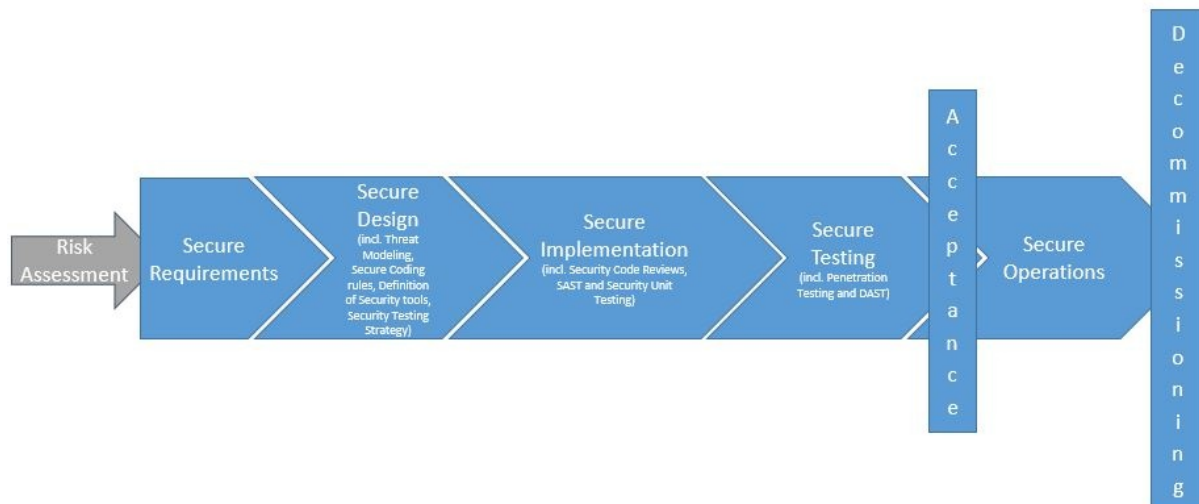 Risk
Assessment
Secure
Requirements
Secure
Design
(incl. Threat
Modeling,
Secure Coding
rules, Definition
of Security tools,
Security Testing
Strategy)
Secure
Implementation
(incl. Security Code Reviews,
SAST and Security Unit
Testing)
Secure
Testing
(incl. Penetration
Testing and DAST)
Acceptance
Secure
Operations
Decommissioning